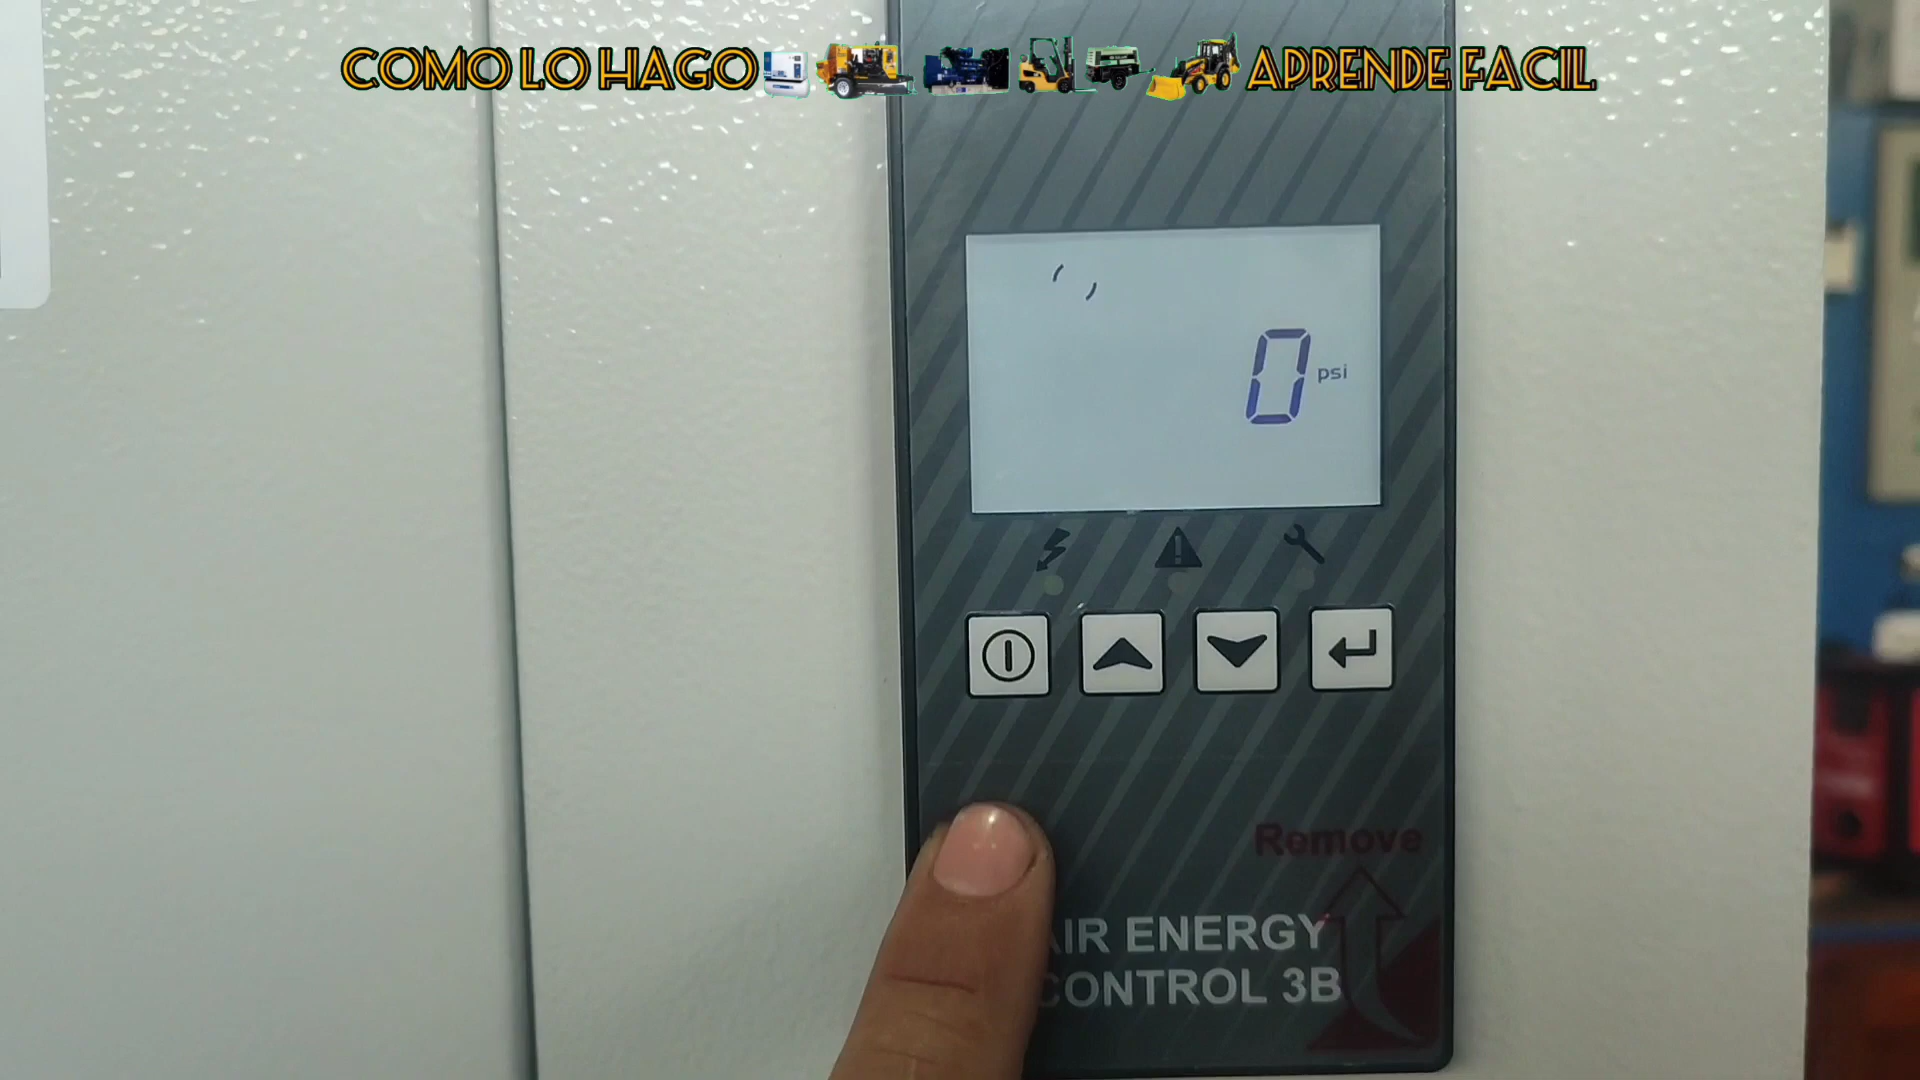 COMO LO HAGO APRENDE FACIL
0 psi
Remove
AIR ENERGY
CONTROL 3B